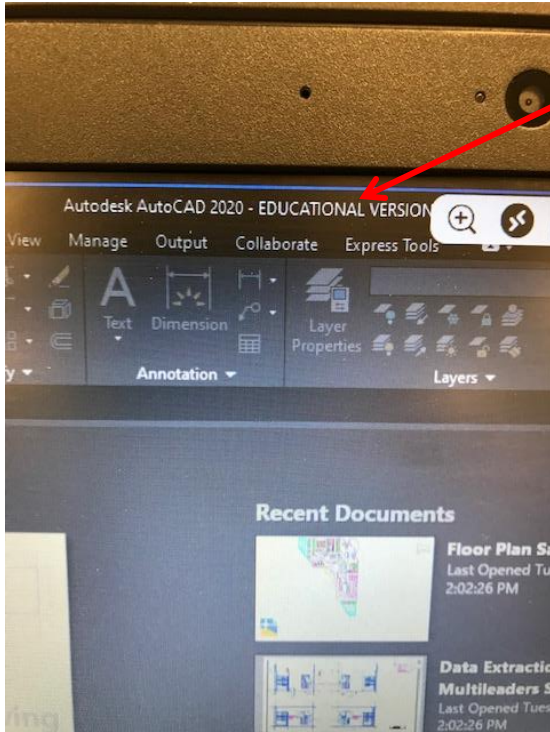 Autodesk AutoCAD 2020 - EDUCATIONAL VERSION
View Manage Output Collaborate Express Tools
A
Text
Dimension
Layer
Properties
Annotation
Layers
Recent Documents
Floor Plan Sa
Last Opened Tu
2:02:26 PM
Data Extractio
Multileaders S
Last Opened Tues
2:02:26 PM